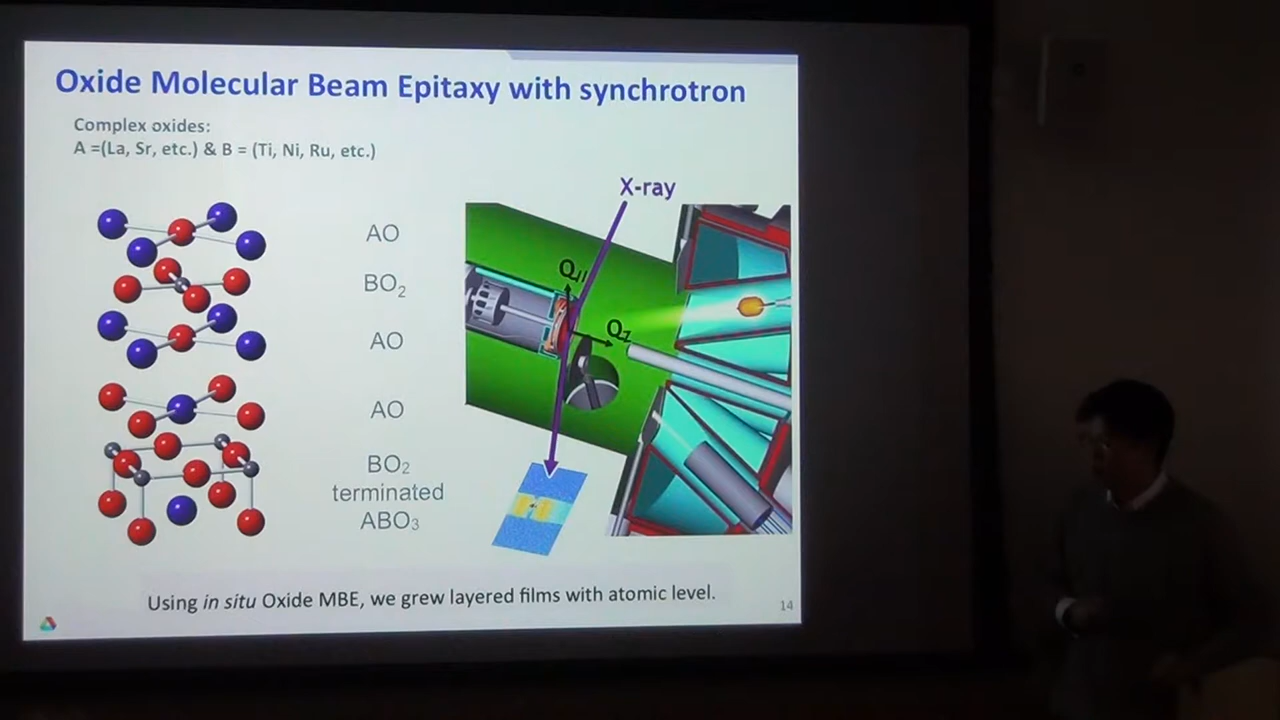 Oxide Molecular Beam Epitaxy with synchrotron
Complex oxides:
A =(La, Sr, etc.) & B = (Ti, Ni, Ru, etc.)
X-ray
AO
BO₂
AO
AO
BO₂
terminated
ABO₃
Q//
Qz
Using in situ Oxide MBE, we grew layered films with atomic level.
14